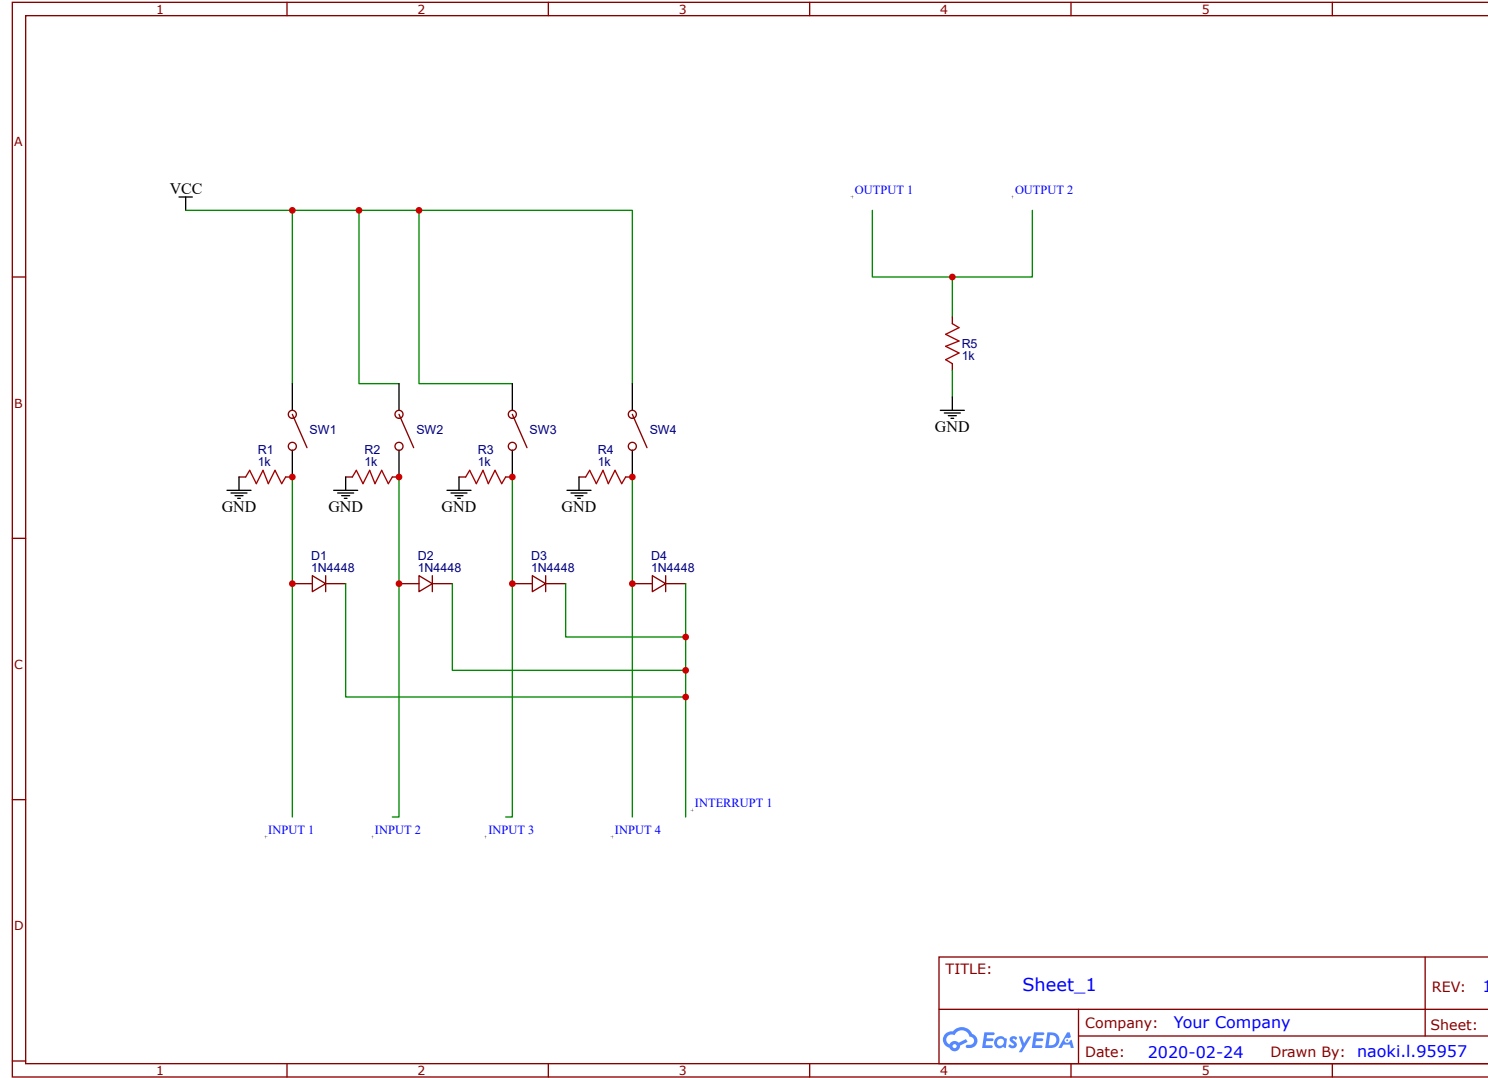 1 2 3 4 5
A
VCC
OUTPUT 1 OUTPUT 2
R5
1k
GND
B
SW1 SW2 SW3 SW4
R1 R2 R3 R4
1k 1k 1k 1k
GND GND GND GND
D1 D2 D3 D4
1N4448 1N4448 1N4448 1N4448
C
INTERRUPT 1
INPUT 1 INPUT 2 INPUT 3 INPUT 4
D
TITLE:
Sheet_1
REV: 1
EasyEDA
Company: Your Company
Sheet:
Date: 2020-02-24 Drawn By: naoki.l.95957
1 2 3 4 5